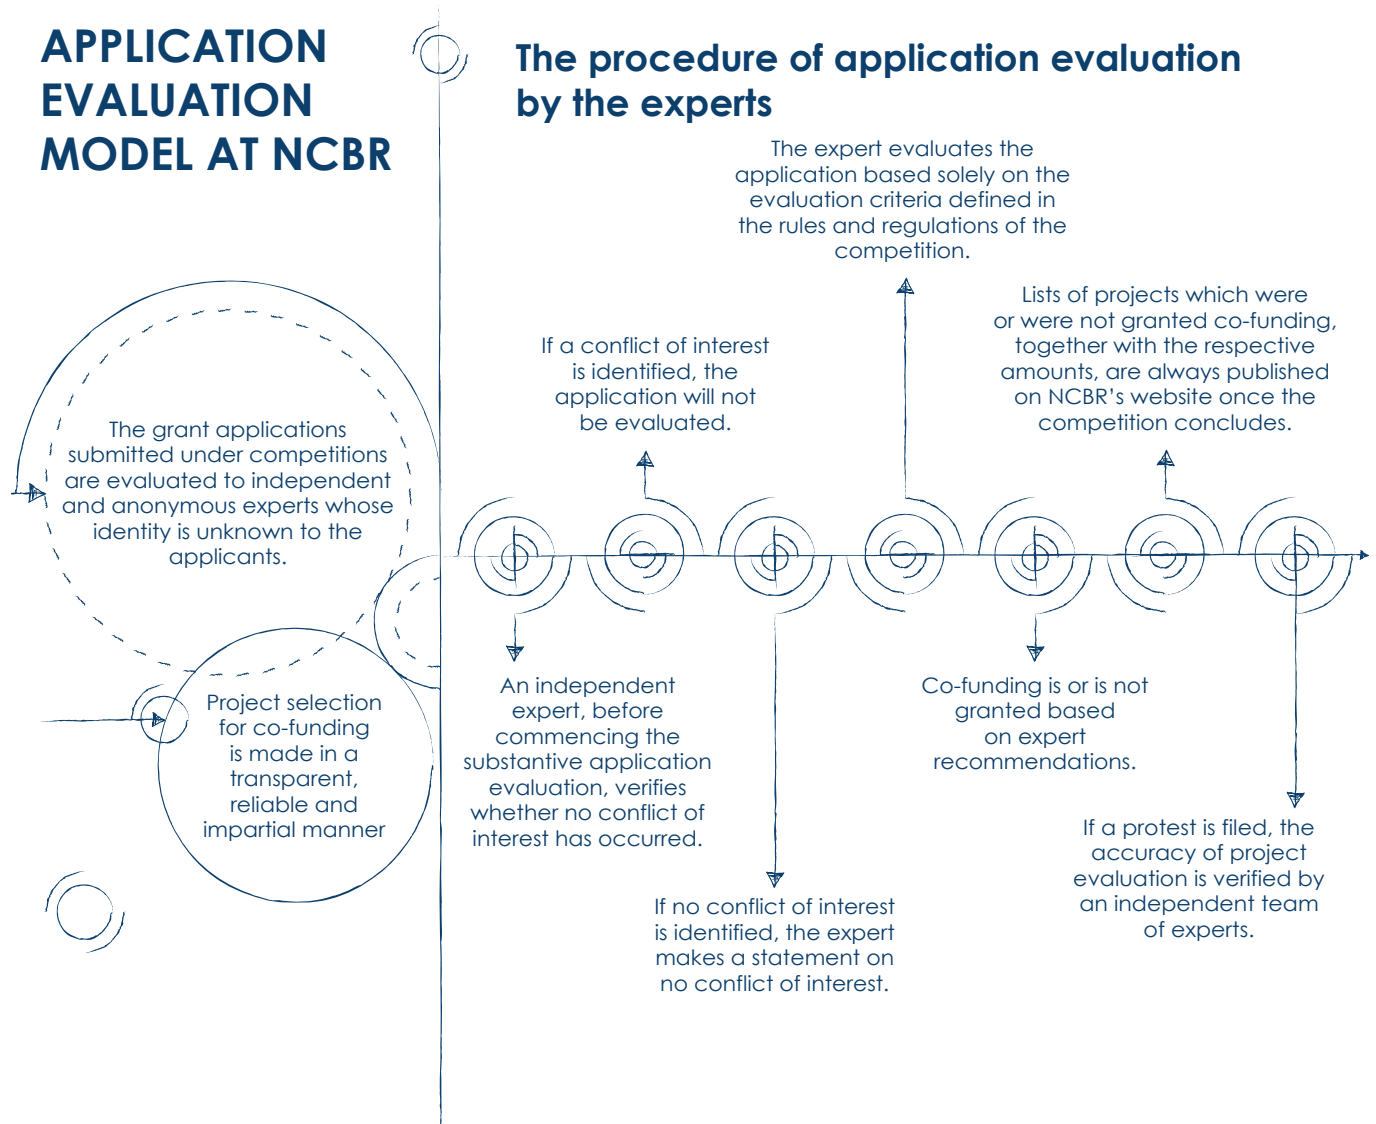 APPLICATION
EVALUATION
MODEL AT NCBR
The grant applications
submitted under competitions
are evaluated to independent
and anonymous experts whose
identity is unknown to the
applicants.
Project selection
for co-funding
is made in a
transparent,
reliable and
impartial manner
The procedure of application evaluation
by the experts
An independent
expert, before
commencing the
substantive application
evaluation, verifies
whether no conflict of
interest has occurred.
If a conflict of interest
is identified, the
application will not
be evaluated.
If no conflict of interest
is identified, the expert
makes a statement on
no conflict of interest.
The expert evaluates the
application based solely on the
evaluation criteria defined in
the rules and regulations of the
competition.
Co-funding is or is not
granted based
on expert
recommendations.
Lists of projects which were
or were not granted co-funding,
together with the respective
amounts, are always published
on NCBR’s website once the
competition concludes.
If a protest is filed, the
accuracy of project
evaluation is verified by
an independent team
of experts.